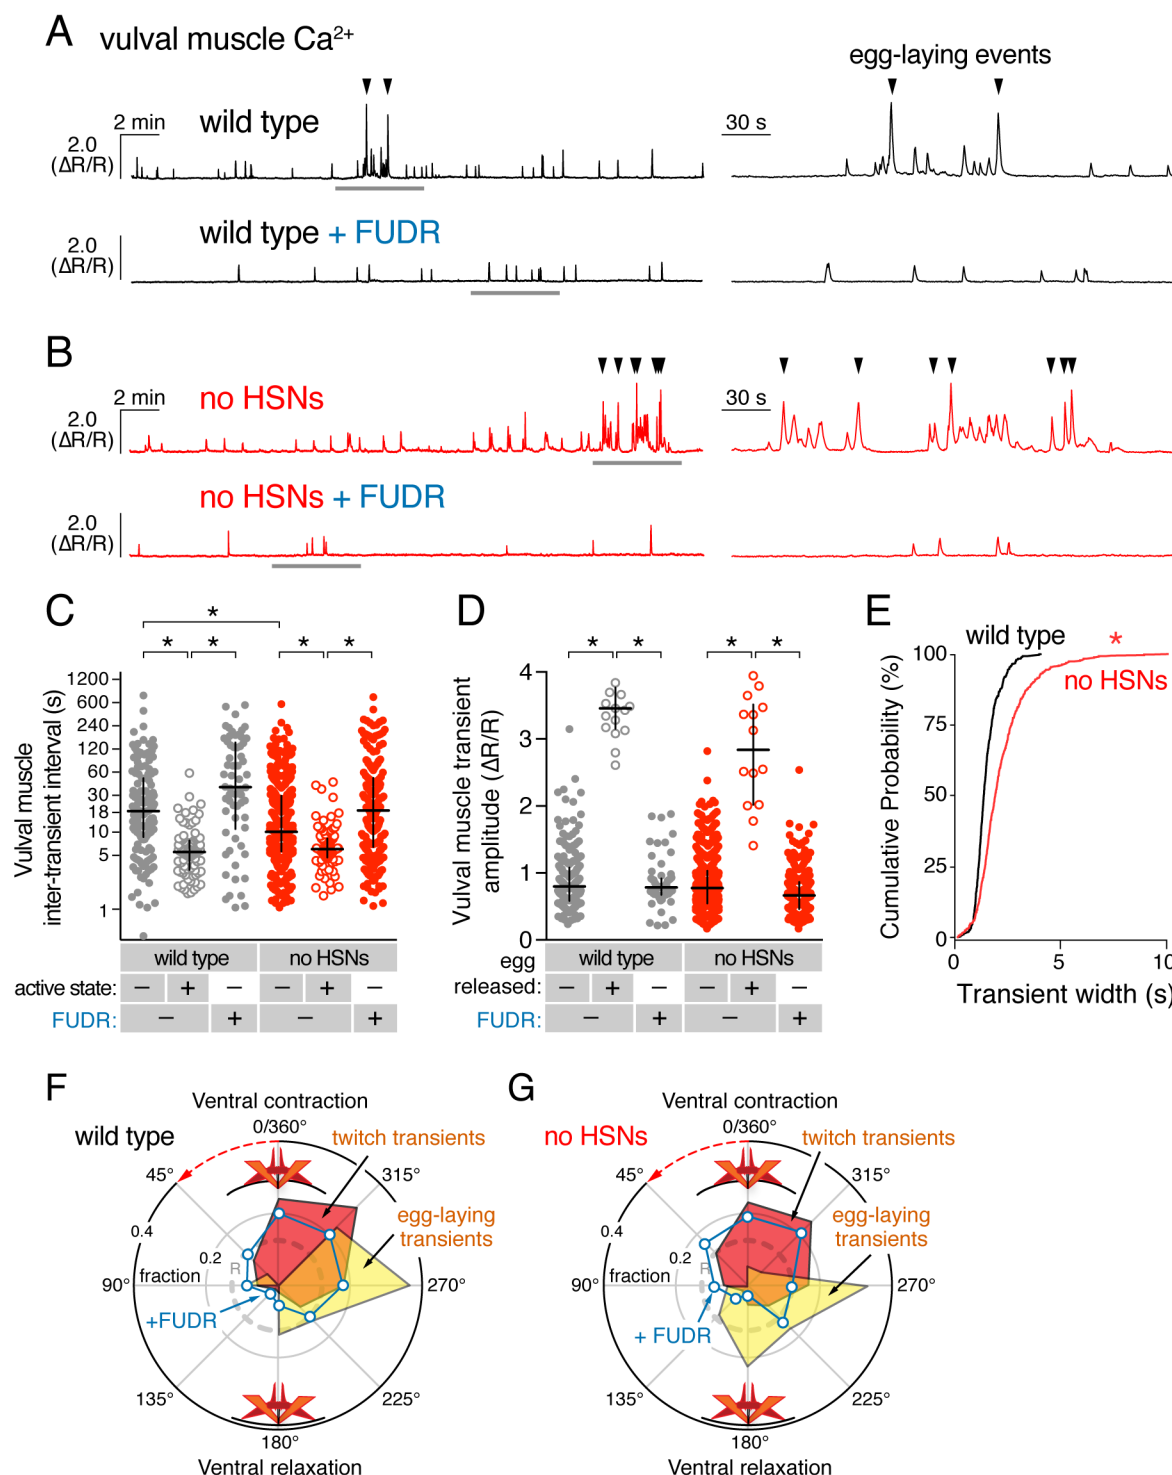 A vulval muscle Ca²⁺
egg-laying events
2 min
wild type
30 s
2.0
(ΔR/R)
wild type + FUDR
2.0
(ΔR/R)
B
2 min
no HSNs
30 s
2.0
(ΔR/R)
no HSNs + FUDR
2.0
(ΔR/R)
C
*
* * * *
Vulval muscle
inter-transient interval (s)
1200
600
240
120
60
30
18
10
5
1
wild type no HSNs
active state: – + – – + –
FUDR: – + – +
D
* * * *
Vulval muscle transient
amplitude (ΔR/R)
4
3
2
1
0
egg
released:
wild type no HSNs
– + – – + –
FUDR: – + – +
E
wild type
*
no HSNs
Cumulative Probability (%)
100
75
50
25
0
0 5 10
Transient width (s)
F
Ventral contraction
wild type
0/360°
twitch transients
45°
315°
egg-laying
transients
0.4
0.2
R
90° fraction
270°
+FUDR
135°
225°
180°
Ventral relaxation
G
Ventral contraction
no HSNs
0/360°
twitch transients
45°
315°
egg-laying
transients
0.4
0.2
R
90° fraction
270°
+ FUDR
135°
225°
180°
Ventral relaxation